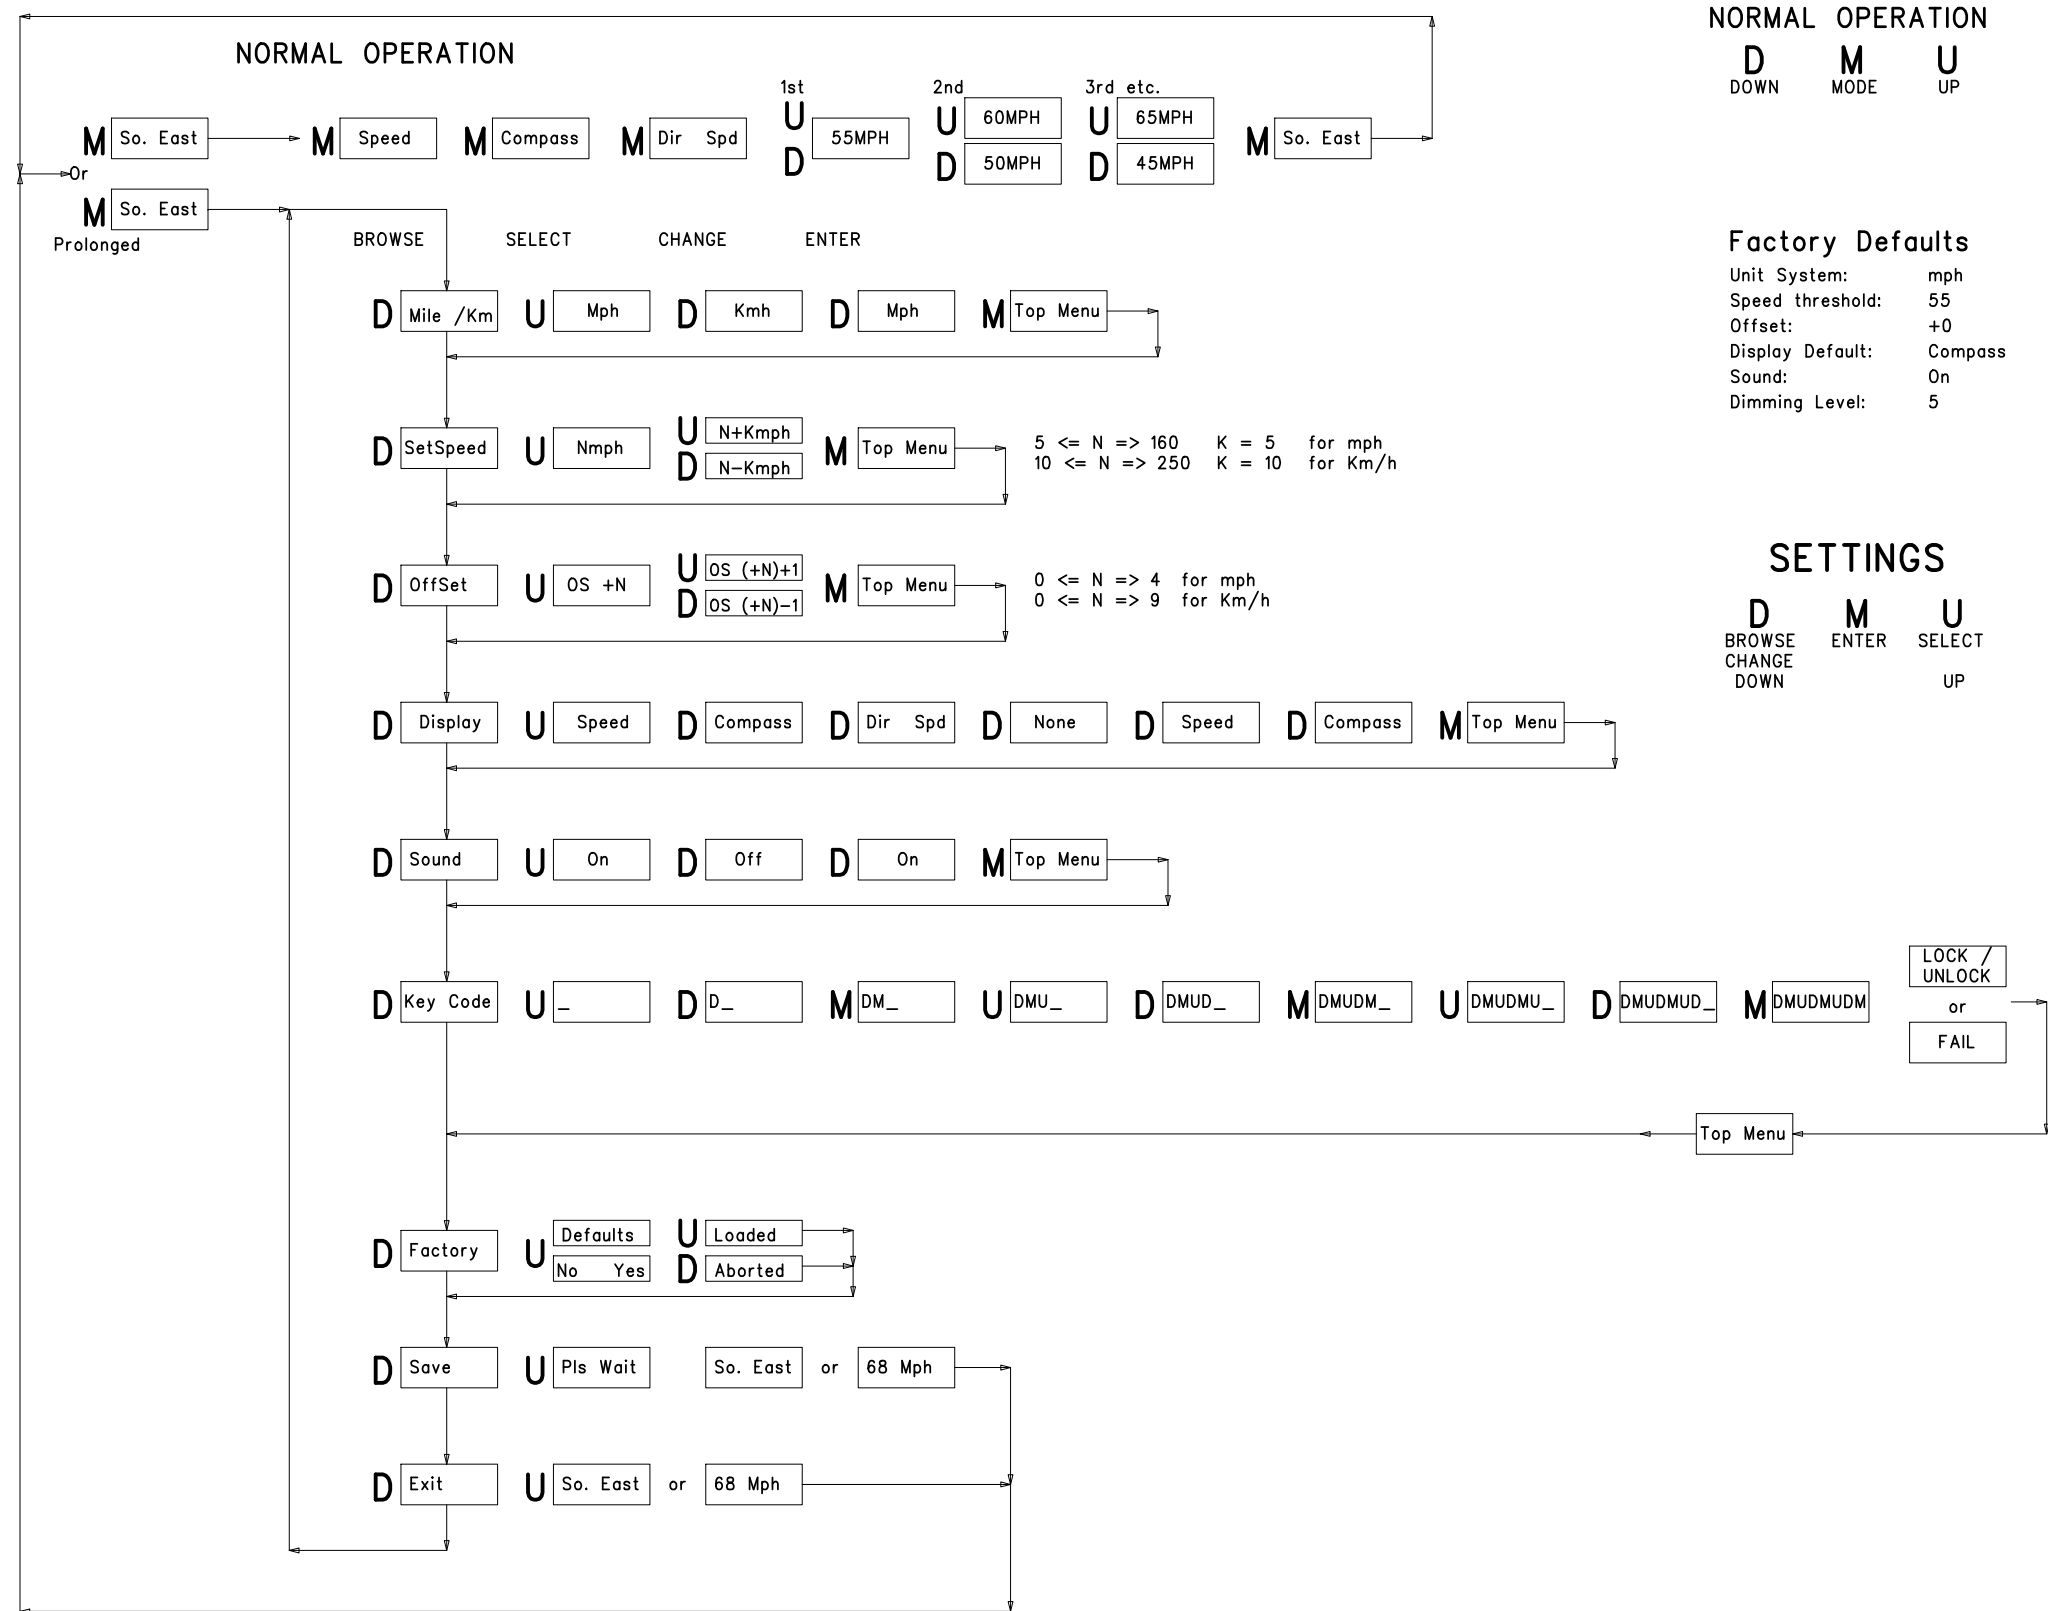 NORMAL OPERATION
D M U
DOWN MODE UP
NORMAL OPERATION
1st 2nd 3rd etc.
U U 60MPH U 65MPH
M So. East M Speed M Compass M Dir Spd 55MPH M So. East
D D 50MPH D 45MPH
Or
M So. East
Prolonged
BROWSE SELECT CHANGE ENTER
Factory Defaults
Unit System: mph
Speed threshold: 55
Offset: +0
Display Default: Compass
Sound: On
Dimming Level: 5
D Mile /Km U Mph D Kmh D Mph M Top Menu
U N+Kmph
D SetSpeed U Nmph M Top Menu
D N-Kmph
5 <= N => 160 K = 5 for mph
10 <= N => 250 K = 10 for Km/h
U OS (+N)+1
D OffSet U OS +N M Top Menu
D OS (+N)-1
0 <= N => 4 for mph
0 <= N => 9 for Km/h
SETTINGS
D M U
BROWSE ENTER SELECT
CHANGE
DOWN UP
D Display U Speed D Compass D Dir Spd D None D Speed D Compass M Top Menu
D Sound U On D Off D On M Top Menu
D Key Code U _ D D_ M DM_ U DMU_ D DMUD_ M DMUDM_ U DMUDMU_ D DMUDMUD_ M DMUDMUDM
LOCK /
UNLOCK
or
FAIL
Top Menu
Defaults U Loaded
D Factory U
No Yes D Aborted
D Save U Pls Wait So. East or 68 Mph
D Exit U So. East or 68 Mph